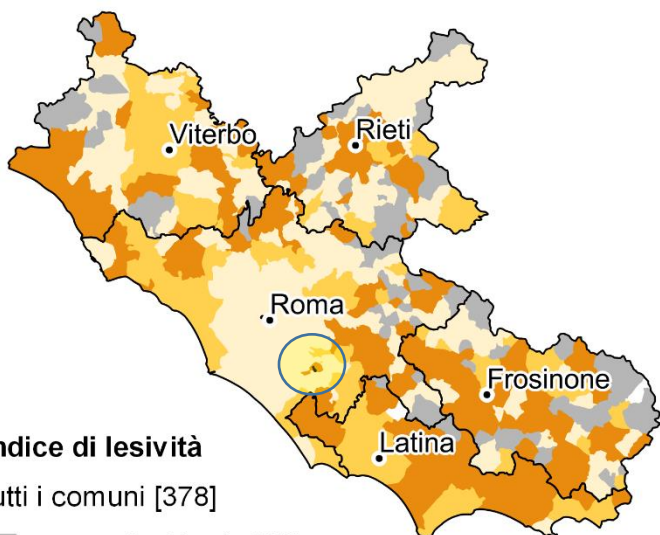 Viterbo
Rieti
Roma
Frosinone
Latina
ndice di lesività
utti i comuni [378]